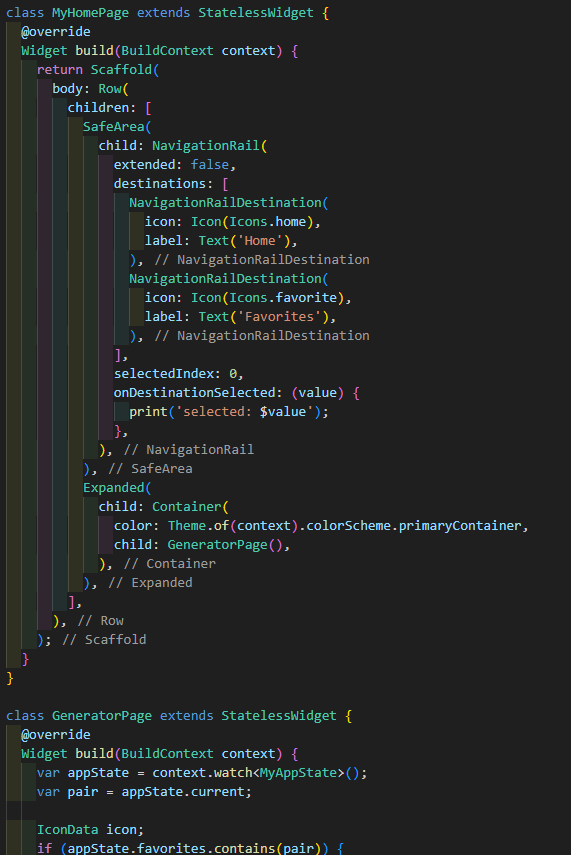 class MyHomePage extends StatelessWidget {
  @override
  Widget build(BuildContext context) {
    return Scaffold(
      body: Row(
        children: [
          SafeArea(
            child: NavigationRail(
              extended: false,
              destinations: [
                NavigationRailDestination(
                  icon: Icon(Icons.home),
                  label: Text('Home'),
                ), // NavigationRailDestination
                NavigationRailDestination(
                  icon: Icon(Icons.favorite),
                  label: Text('Favorites'),
                ), // NavigationRailDestination
              ],
              selectedIndex: 0,
              onDestinationSelected: (value) {
                print('selected: $value');
              },
            ), // NavigationRail
          ), // SafeArea
          Expanded(
            child: Container(
              color: Theme.of(context).colorScheme.primaryContainer,
              child: GeneratorPage(),
            ), // Container
          ), // Expanded
        ],
      ), // Row
    ); // Scaffold
  }
}

class GeneratorPage extends StatelessWidget {
  @override
  Widget build(BuildContext context) {
    var appState = context.watch<MyAppState>();
    var pair = appState.current;

    IconData icon;
    if (appState.favorites.contains(pair)) {